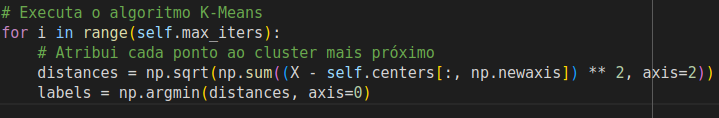 # Executa o algoritmo K-Means
for i in range(self.max_iters):
    # Atribui cada ponto ao cluster mais próximo
    distances = np.sqrt(np.sum((X - self.centers[:, np.newaxis]) ** 2, axis=2))
    labels = np.argmin(distances, axis=0)